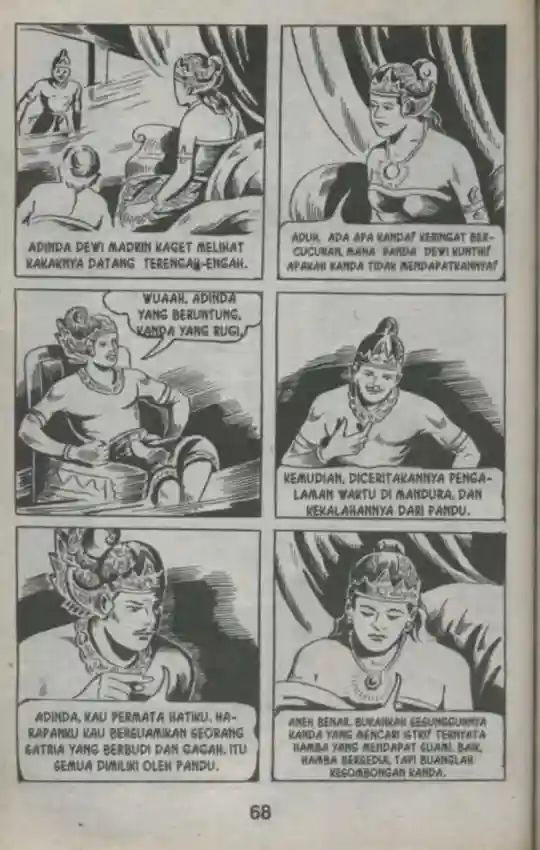 ADINDA DEWI MADRIN KAGET MELIHAT
KAKAKNYA DATANG TERENGAH-ENGAH.
ADUH, ADA APA KANDA? KERINGAT BER-
CUCURAN, MANA KANDA DEWI KUNTHI?
APAKAH KANDA TIDAK MENDAPATKANNYA?
WUAAH, ADINDA
YANG BERUNTUNG,
KANDA YANG RUGI.
KEMUDIAN, DICERITAKANNYA PENGA-
LAMAN WAKTU DI MANDURA, DAN
KEKALAHANNYA DARI PANDU.
ADINDA, KAU PERMATA HATIKU. HA-
RAPANKU KAU BERSUAMIKAN SEORANG
SATRIA YANG BERBUDI DAN GAGAH. ITU
SEMUA DIMILIKI OLEH PANDU.
ANEH BENAR. BUKANKAH SESUNGGUHNYA
KANDA YANG MENCARI ISTRI? TERNYATA
HAMBA YANG MENDAPAT SUAMI. BAIK,
HAMBA BERSEDIA, TAPI BUANGLAH
KESOMBONGAN KANDA.
68